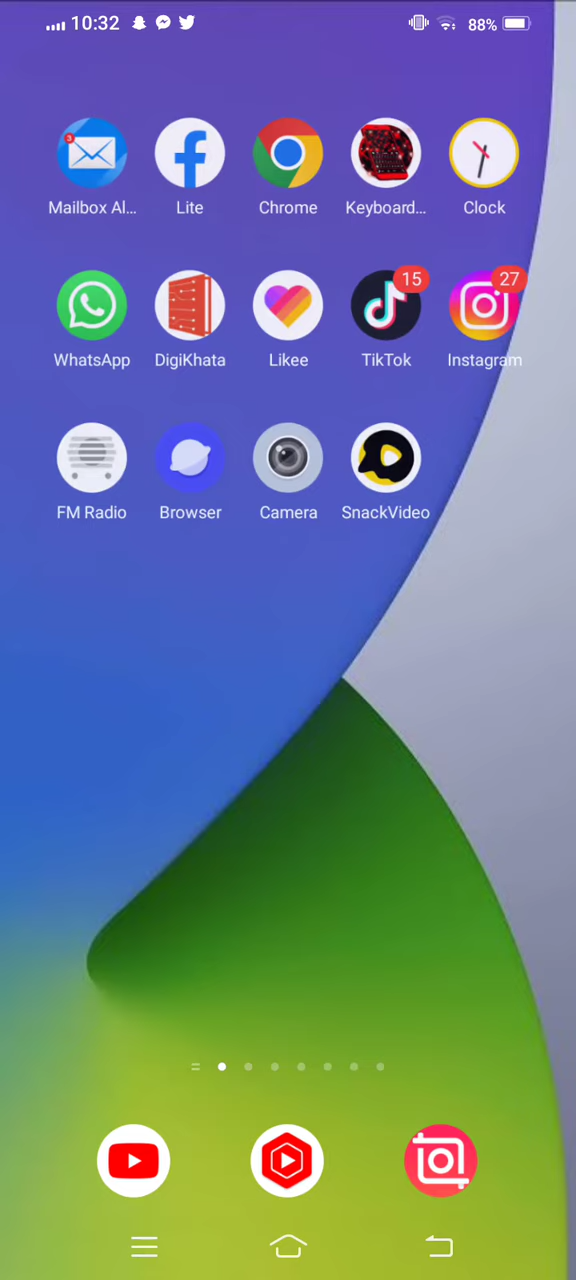 10:32 88%
3
Mailbox Al... Lite Chrome Keyboard... Clock
15 27
WhatsApp DigiKhata Likee TikTok Instagram
FM Radio Browser Camera SnackVideo